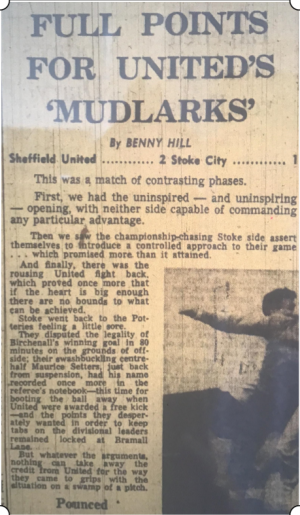 FULL POINTS
FOR UNITED'S
'MUDLARKS'
By BENNY HILL
Sheffield United ............ 2 Stoke City ............ 1
This was a match of contrasting phases.
First, we had the uninspired — and uninspiring
— opening, with neither side capable of commanding
any particular advantage.
Then we saw the championship-chasing Stoke side assert
themselves to introduce a controlled approach to their game
... which promised more than it attained.
And finally, there was the
rousing United fight back,
which proved once more that
if the heart is big enough
there are no bounds to what
can be achieved.
Stoke went back to the Pot-
teries feeling a little sore.
They disputed the legality of
Birchenall's winning goal in 80
minutes on the grounds of off-
side; their swashbuckling centre-
half Maurice Setters, just back
from suspension, had his name
recorded once more in the
referee's notebook—this time for
booting the ball away when
United were awarded a free kick
—and the points they desper-
ately wanted in order to keep
tabs on the divisional leaders
remained locked at Bramall
Lane.
But whatever the arguments,
nothing can take away the
credit from United for the way
they came to grips with the
situation on a swamp of a pitch.
Pounced